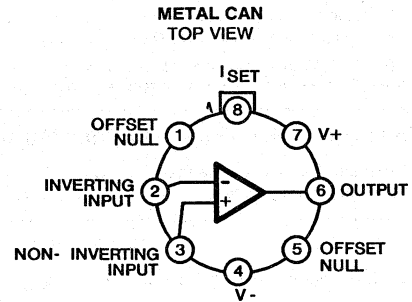 METAL CAN
TOP VIEW
I SET
8
OFFSET
NULL
1
7
V+
INVERTING
INPUT
2
-
+
6
OUTPUT
NON- INVERTING
INPUT
3
5
OFFSET
NULL
4
V-